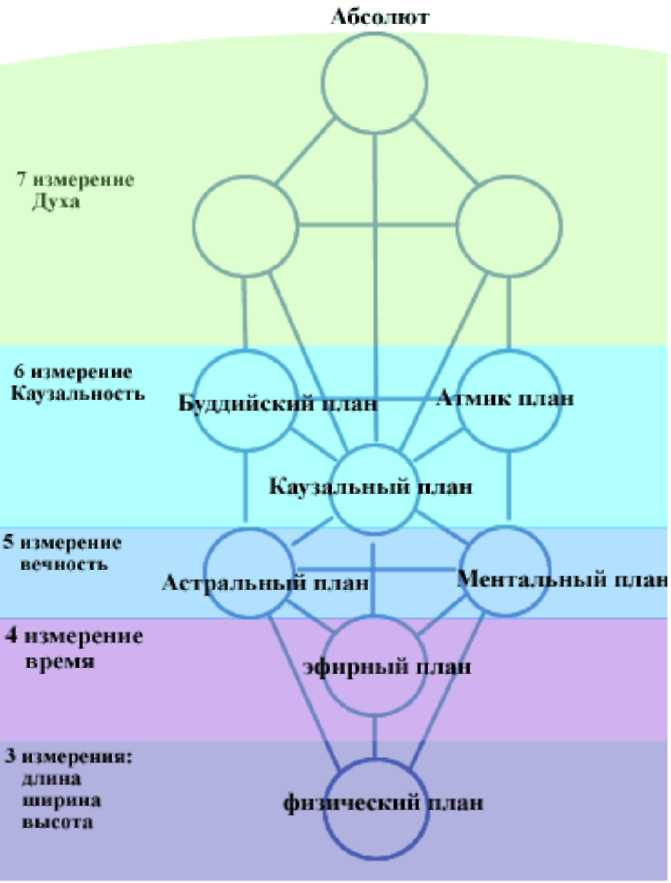 Абсолют
7 измерение
Духа
6 измерение
Каузальность
Буддийский план
Атмик план
Каузальный план
5 измерение
вечность
Астральный план
Ментальный план
4 измерение
время
эфирный план
3 измерения:
длина
ширина
высота
физический план